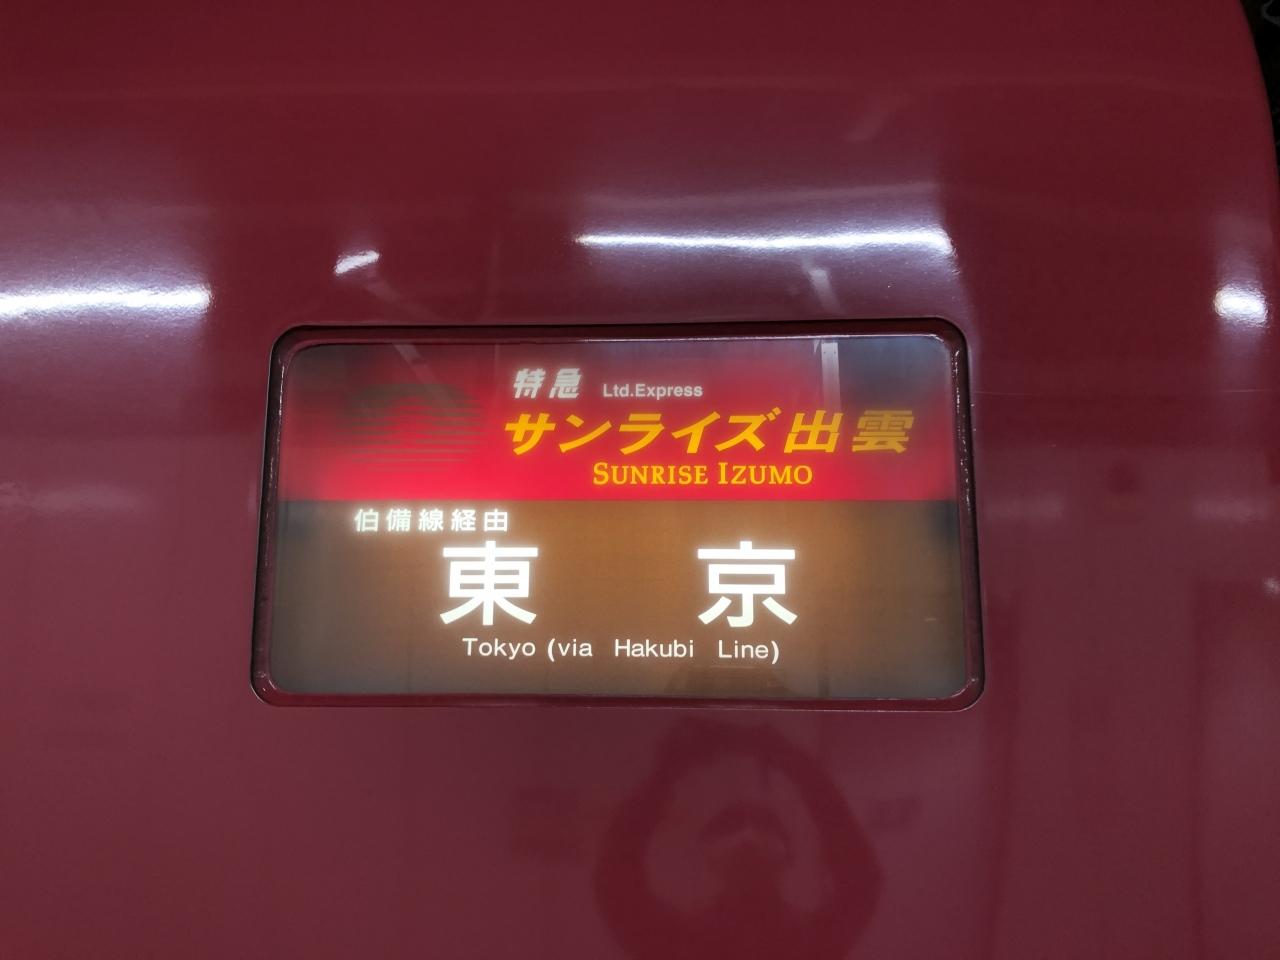 特急 Ltd.Express
サンライズ出雲
SUNRISE IZUMO
伯備線経由
東京
Tokyo (via Hakubi Line)